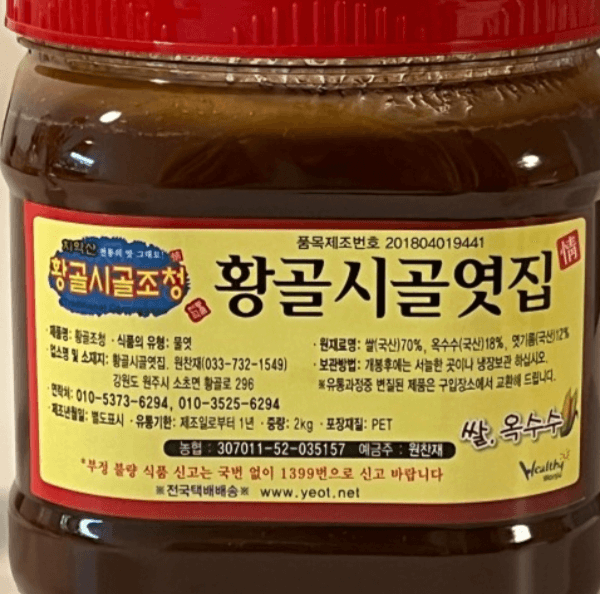 품목제조번호 201804019441
치악산 전통의 맛 그대로!
황골시골조청
황골시골엿집
情
· 제품명: 황골조청 · 식품의 유형: 물엿
· 업소명 및 소재지: 황골시골엿집. 원찬재(033-732-1549)
강원도 원주시 소초면 황골로 296
· 연락처: 010-5373-6294, 010-3525-6294
· 제조년월일: 별도표시 · 유통기한: 제조일로부터 1년 · 중량: 2kg · 포장재질: PET
· 원재료명: 쌀(국산)70%, 옥수수(국산)18%, 엿기름(국산)12%
· 보관방법: 개봉후에는 서늘한 곳이나 냉장보관 하십시오.
※유통과정중 변질된 제품은 구입장소에서 교환해 드립니다.
쌀, 옥수수
농협 : 307011-52-035157 예금주 : 원찬재
*부정 불량 식품 신고는 국번 없이 1399번으로 신고 바랍니다
※전국택배배송※ www.yeot.net
Wealthy